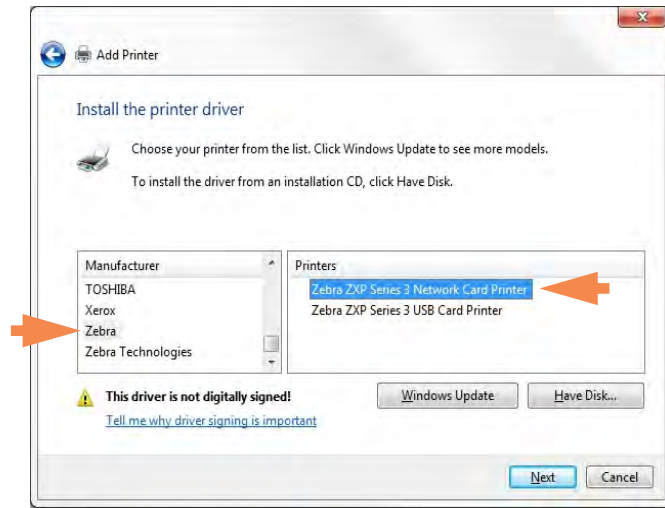 Add Printer
Install the printer driver
Choose your printer from the list. Click Windows Update to see more models.
To install the driver from an installation CD, click Have Disk.
Manufacturer
TOSHIBA
Xerox
Zebra
Zebra Technologies
Printers
Zebra ZXP Series 3 Network Card Printer
Zebra ZXP Series 3 USB Card Printer
This driver is not digitally signed!
Tell me why driver signing is important
Windows Update
Have Disk...
Next
Cancel